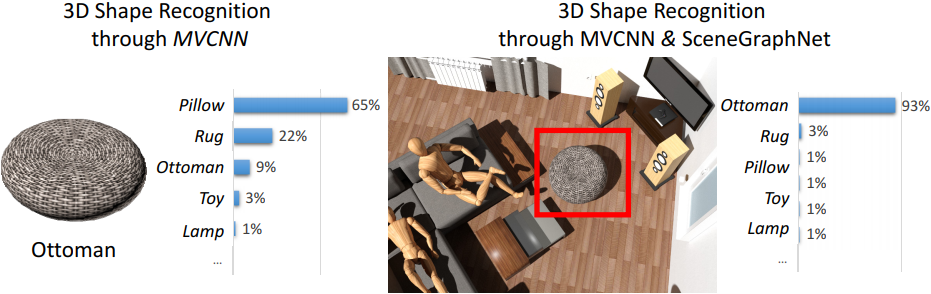 3D Shape Recognition
through MVCNN
Ottoman
Pillow 65%
Rug 22%
Ottoman 9%
Toy 3%
Lamp 1%
...
3D Shape Recognition
through MVCNN & SceneGraphNet
Ottoman 93%
Rug 3%
Pillow 1%
1%
Toy 1%
Lamp 1%
...